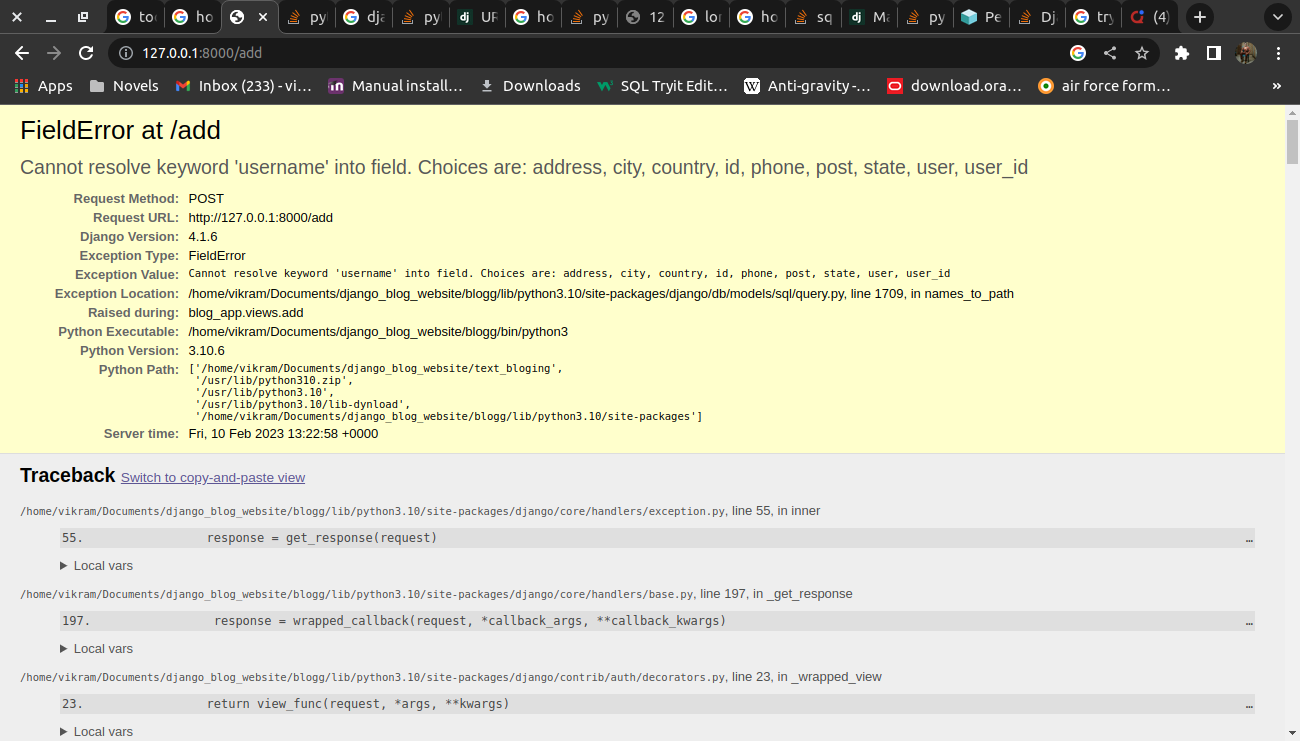 too
ho
py
dja
py
dj UR
ho
py
12
lor
ho
sq
dj Ma
py
Pe
Dj
try
(4)
127.0.0.1:8000/add
Apps
Novels
Inbox (233) - vi…
in Manual install…
Downloads
SQL Tryit Edit…
W Anti-gravity -…
download.ora…
air force form…
»
FieldError at /add
Cannot resolve keyword 'username' into field. Choices are: address, city, country, id, phone, post, state, user, user_id
Request Method: POST
Request URL: http://127.0.0.1:8000/add
Django Version: 4.1.6
Exception Type: FieldError
Exception Value: Cannot resolve keyword 'username' into field. Choices are: address, city, country, id, phone, post, state, user, user_id
Exception Location: /home/vikram/Documents/django_blog_website/blogg/lib/python3.10/site-packages/django/db/models/sql/query.py, line 1709, in names_to_path
Raised during: blog_app.views.add
Python Executable: /home/vikram/Documents/django_blog_website/blogg/bin/python3
Python Version: 3.10.6
Python Path: ['/home/vikram/Documents/django_blog_website/text_bloging',
'/usr/lib/python310.zip',
'/usr/lib/python3.10',
'/usr/lib/python3.10/lib-dynload',
'/home/vikram/Documents/django_blog_website/blogg/lib/python3.10/site-packages']
Server time: Fri, 10 Feb 2023 13:22:58 +0000
Traceback Switch to copy-and-paste view
/home/vikram/Documents/django_blog_website/blogg/lib/python3.10/site-packages/django/core/handlers/exception.py, line 55, in inner
55. response = get_response(request) …
Local vars
/home/vikram/Documents/django_blog_website/blogg/lib/python3.10/site-packages/django/core/handlers/base.py, line 197, in _get_response
197. response = wrapped_callback(request, *callback_args, **callback_kwargs) …
Local vars
/home/vikram/Documents/django_blog_website/blogg/lib/python3.10/site-packages/django/contrib/auth/decorators.py, line 23, in _wrapped_view
23. return view_func(request, *args, **kwargs) …
Local vars